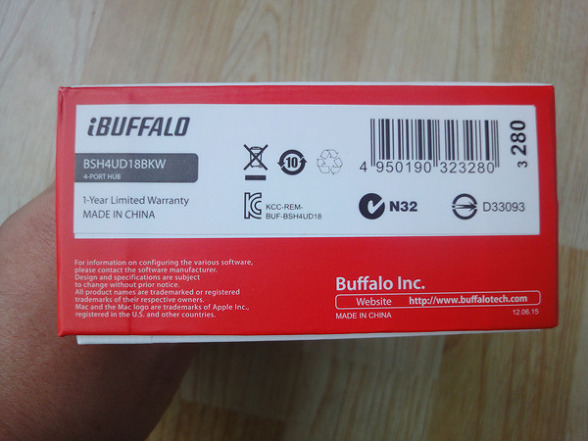 iBUFFALO
BSH4UD18BKW
4-PORT HUB
1-Year Limited Warranty
MADE IN CHINA
10
KCC-REM-
BUF-BSH4UD18
N32
D33093
4 950190 323280
3 280
For information on configuring the various software,
please contact the software manufacturer.
Design and specifications are subject
to change without prior notice.
All product names are trademarked or registered
trademarks of their respective owners.
Mac and the Mac logo are trademarks of Apple Inc.,
registered in the U.S. and other countries.
Buffalo Inc.
Website http://www.buffalotech.com
MADE IN CHINA
12.06.15